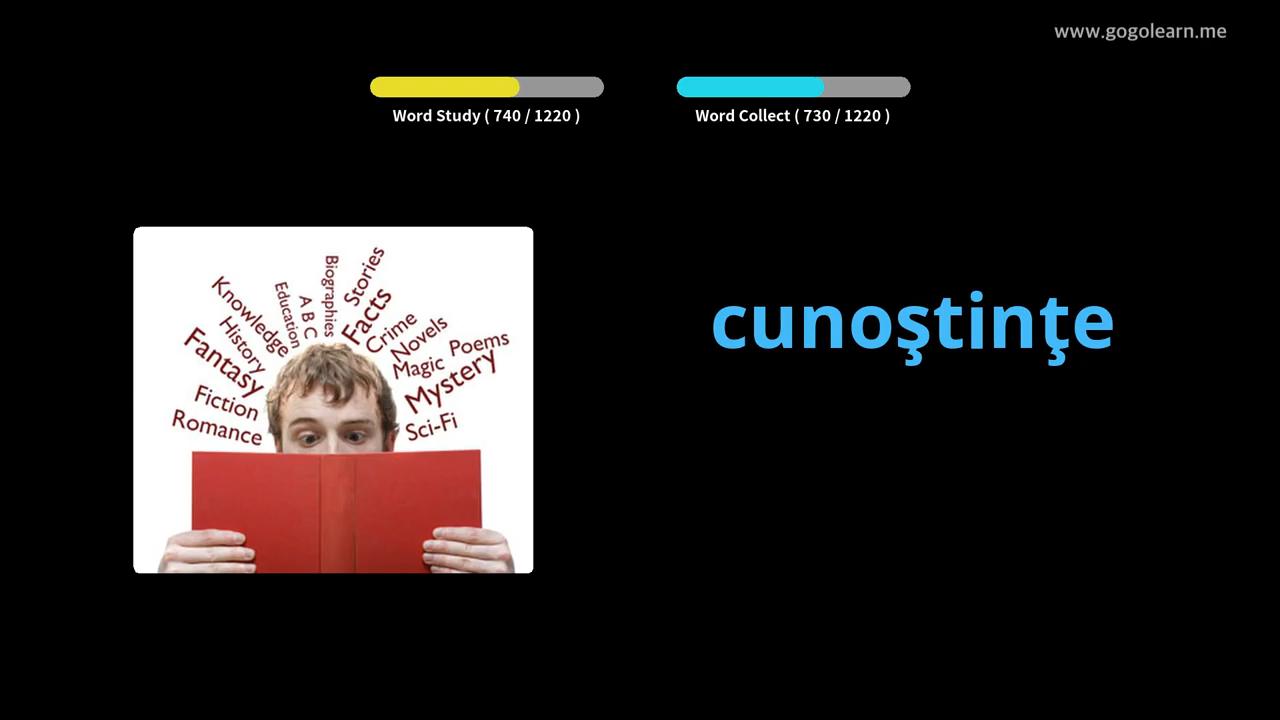 www.gogolearn.me
Word Study ( 740 / 1220 )
Word Collect ( 730 / 1220 )
cunoştinţe
Biographies
Stories
Education
A B C
Facts
Knowledge
History
Crime
Novels
Poems
Fantasy
Magic
Mystery
Fiction
Romance
Sci-Fi